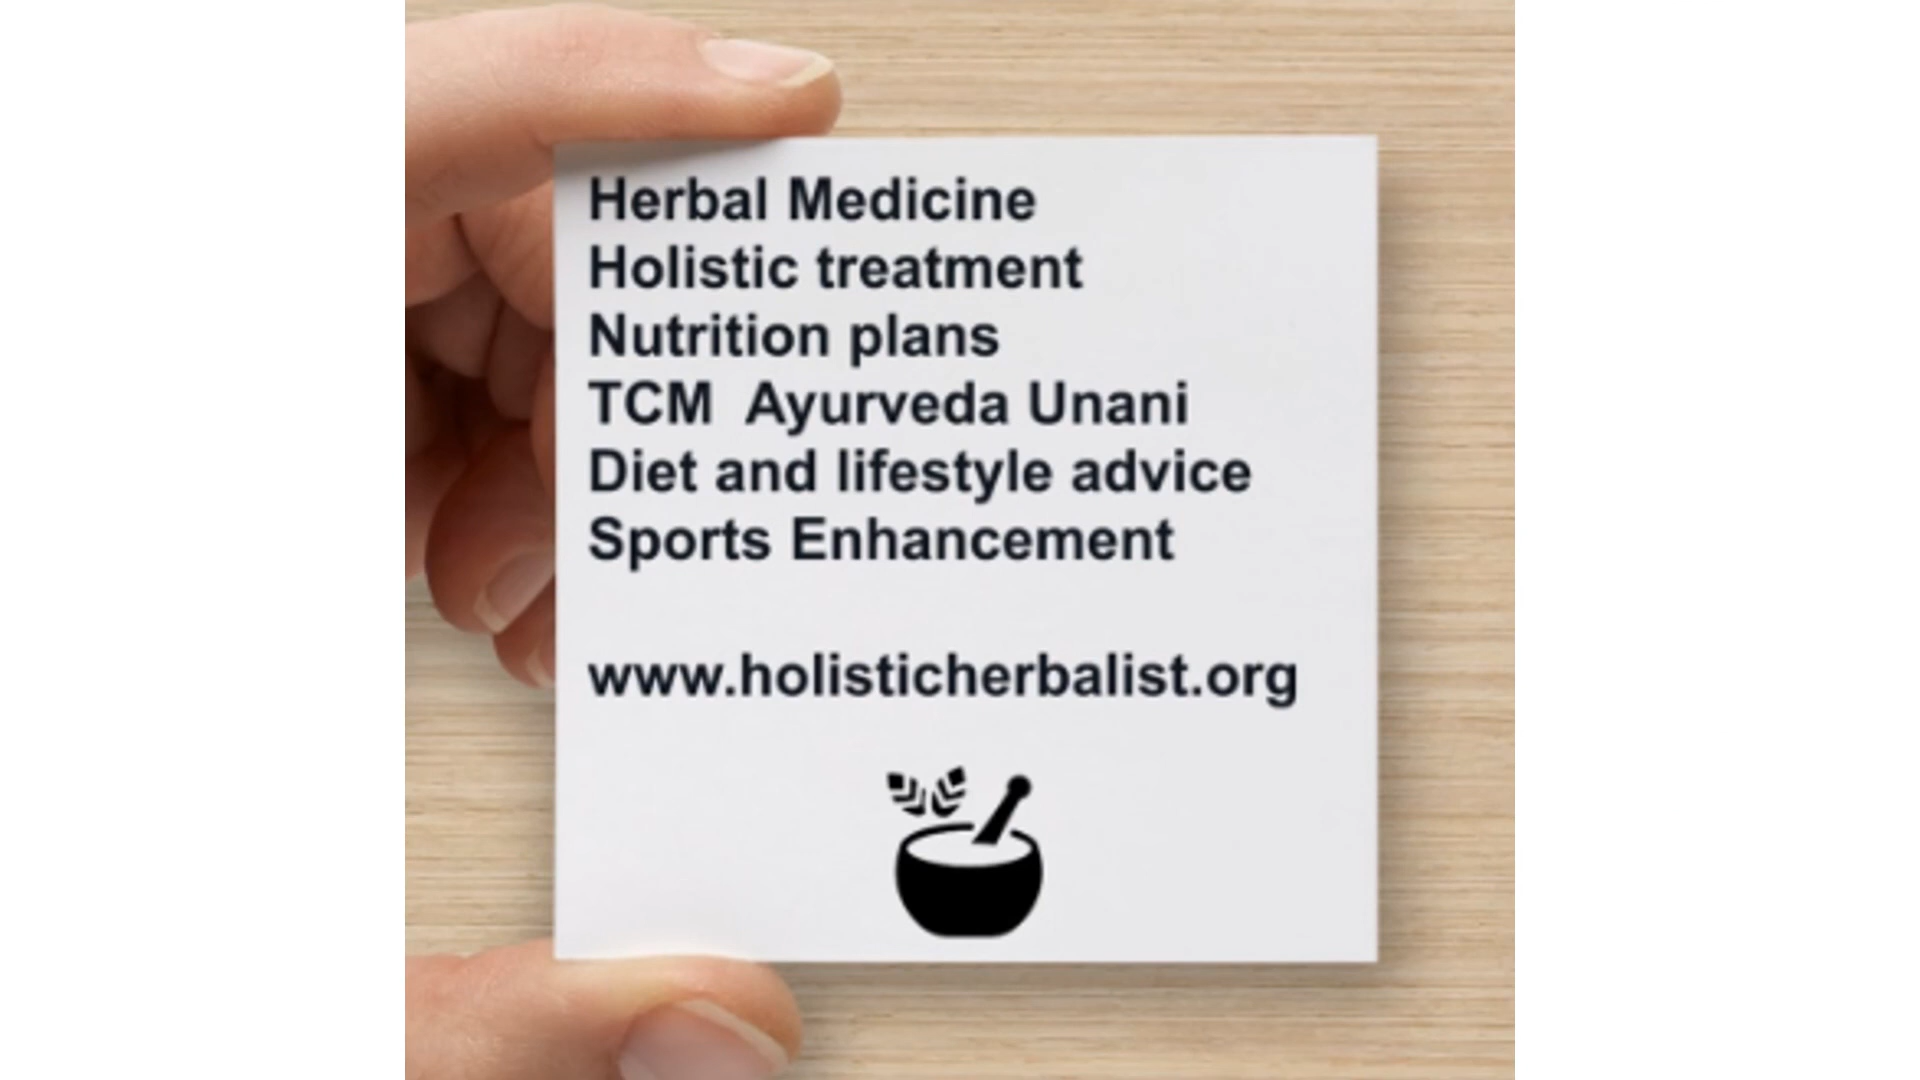 Herbal Medicine
Holistic treatment
Nutrition plans
TCM  Ayurveda Unani
Diet and lifestyle advice
Sports Enhancement
www.holisticherbalist.org